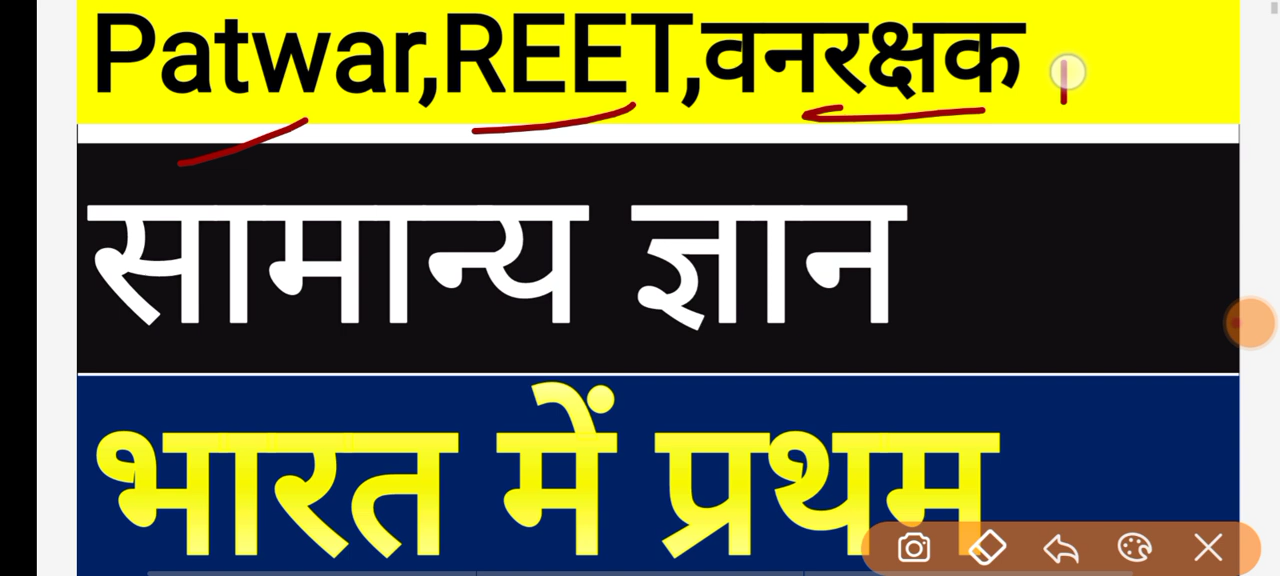 Patwar,REET,वनरक्षक
सामान्य ज्ञान
भारत में प्रथम